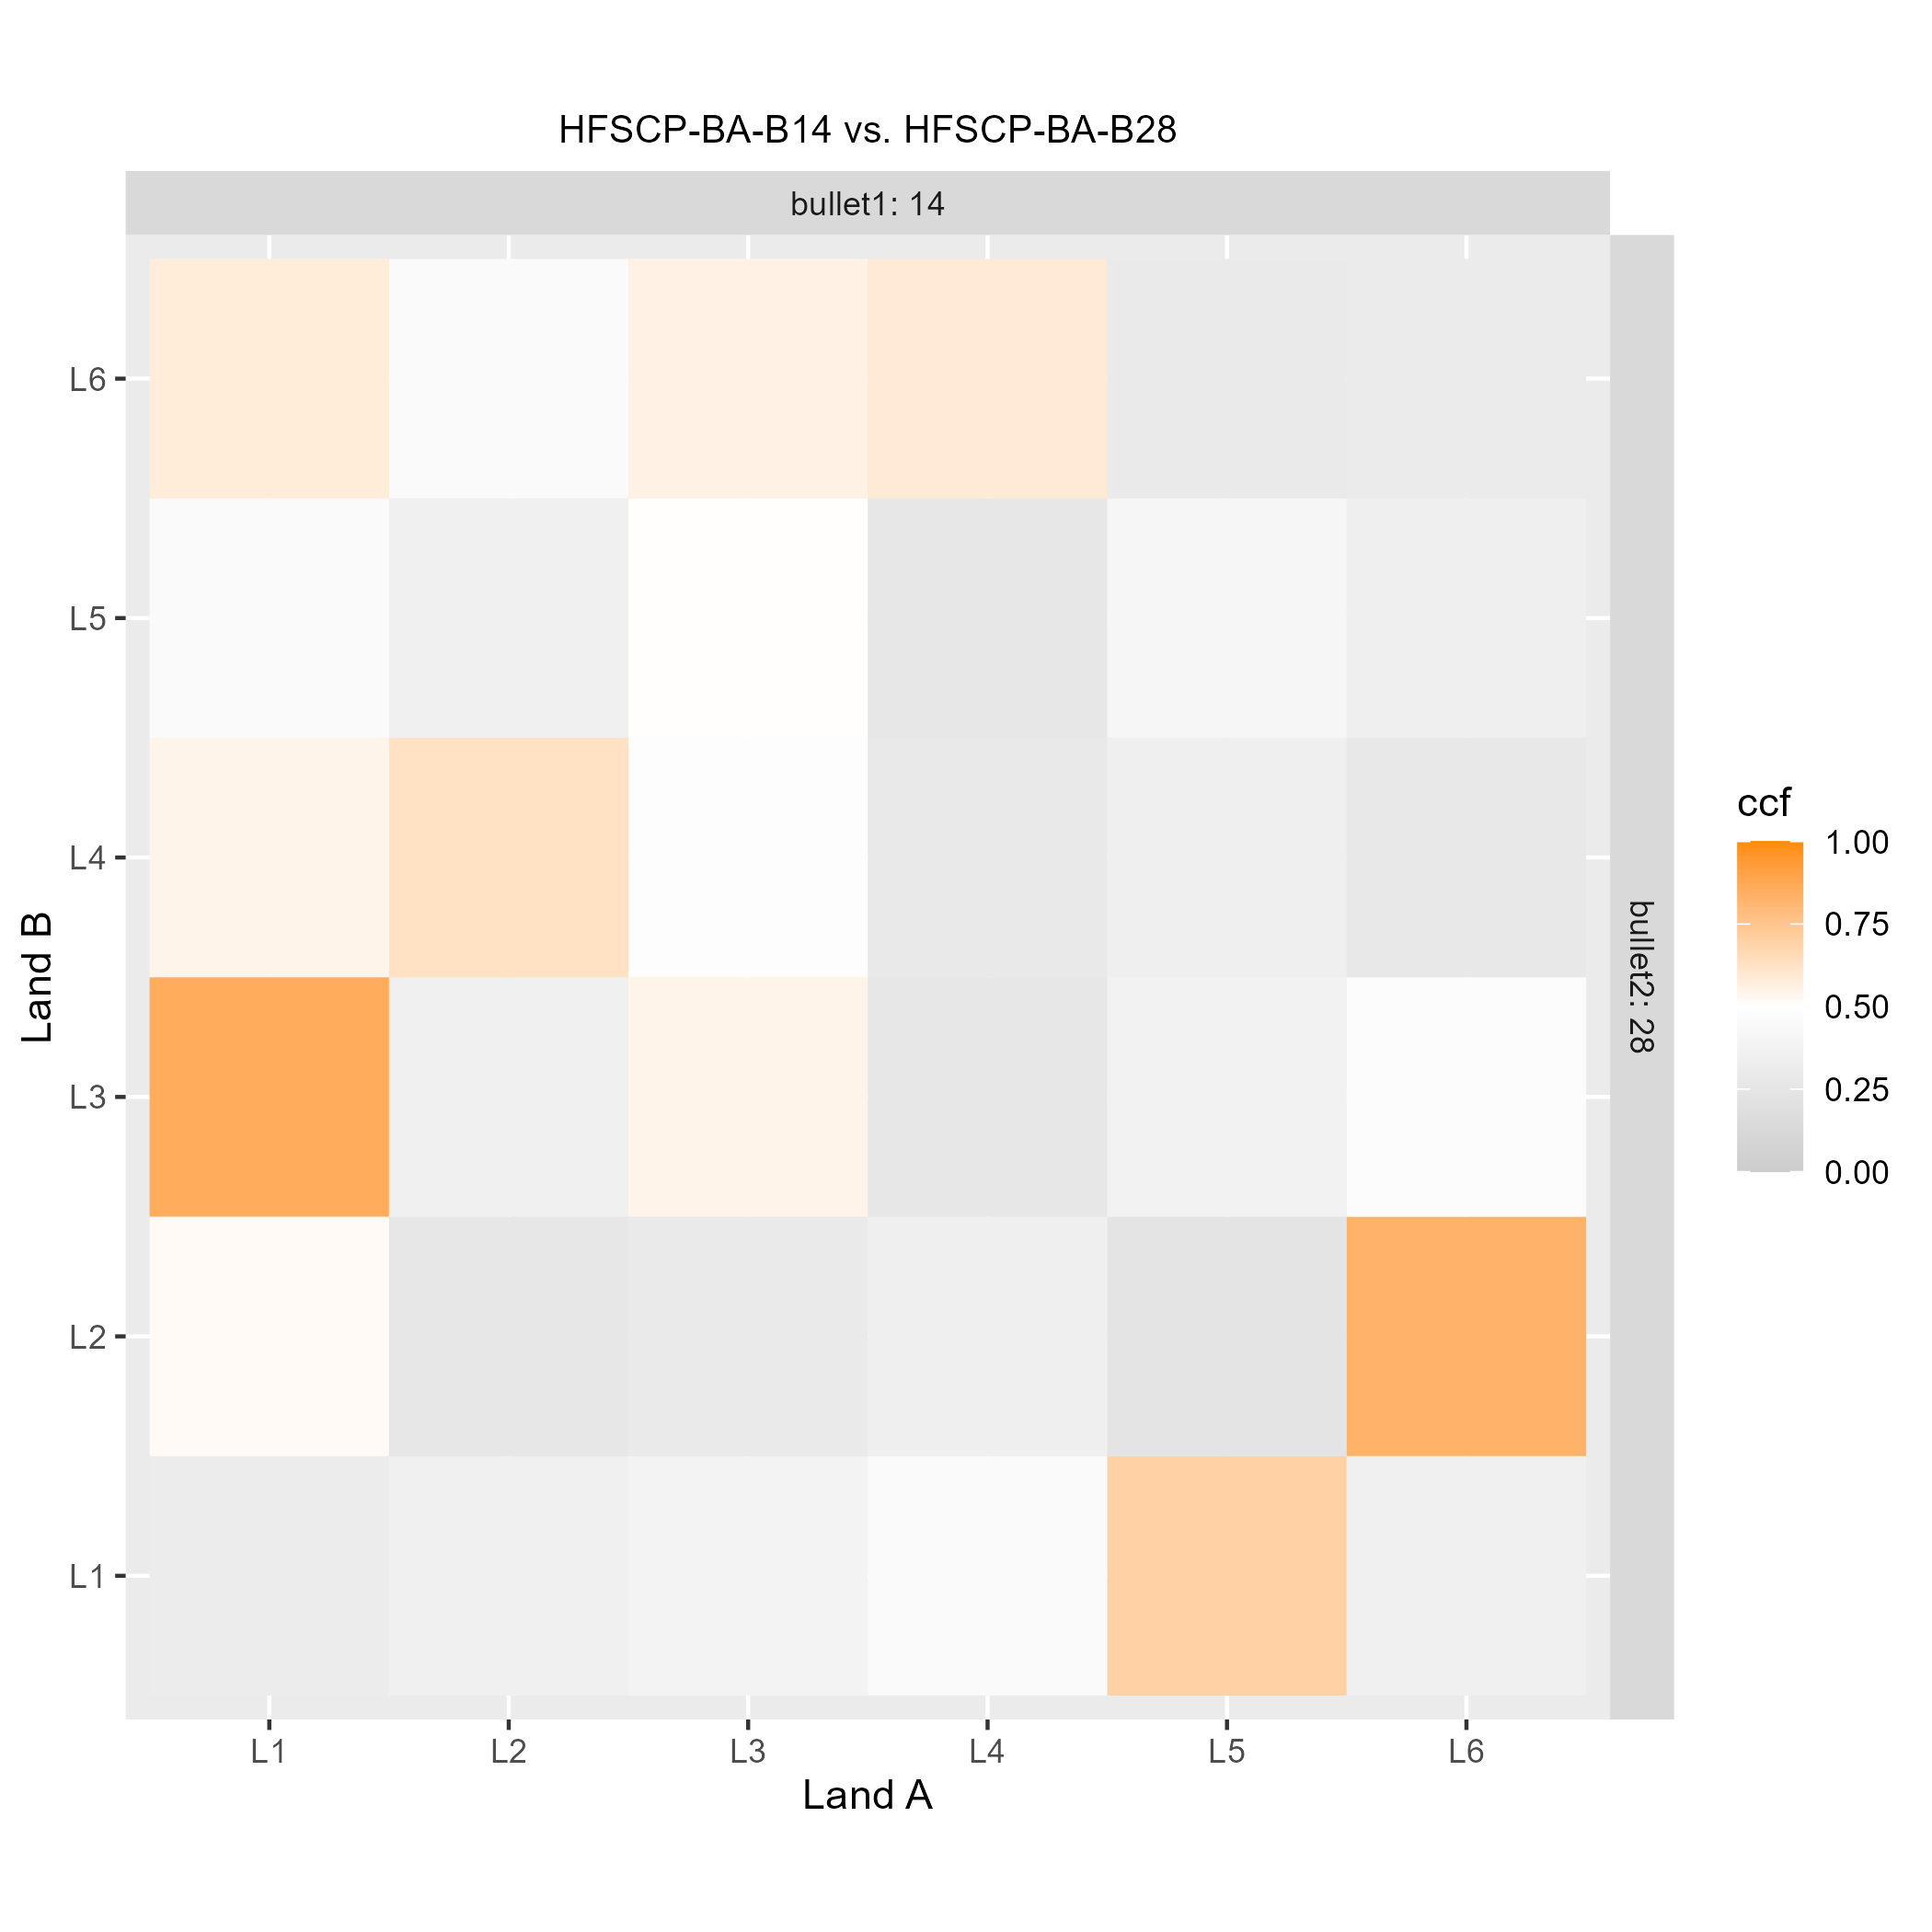 HFSCP-BA-B14 vs. HFSCP-BA-B28
bullet1: 14
L6
L5
L4
L3
L2
L1
Land B
bullet2: 28
ccf
1.00
0.75
0.50
0.25
0.00
L1 L2 L3 L4 L5 L6
Land A